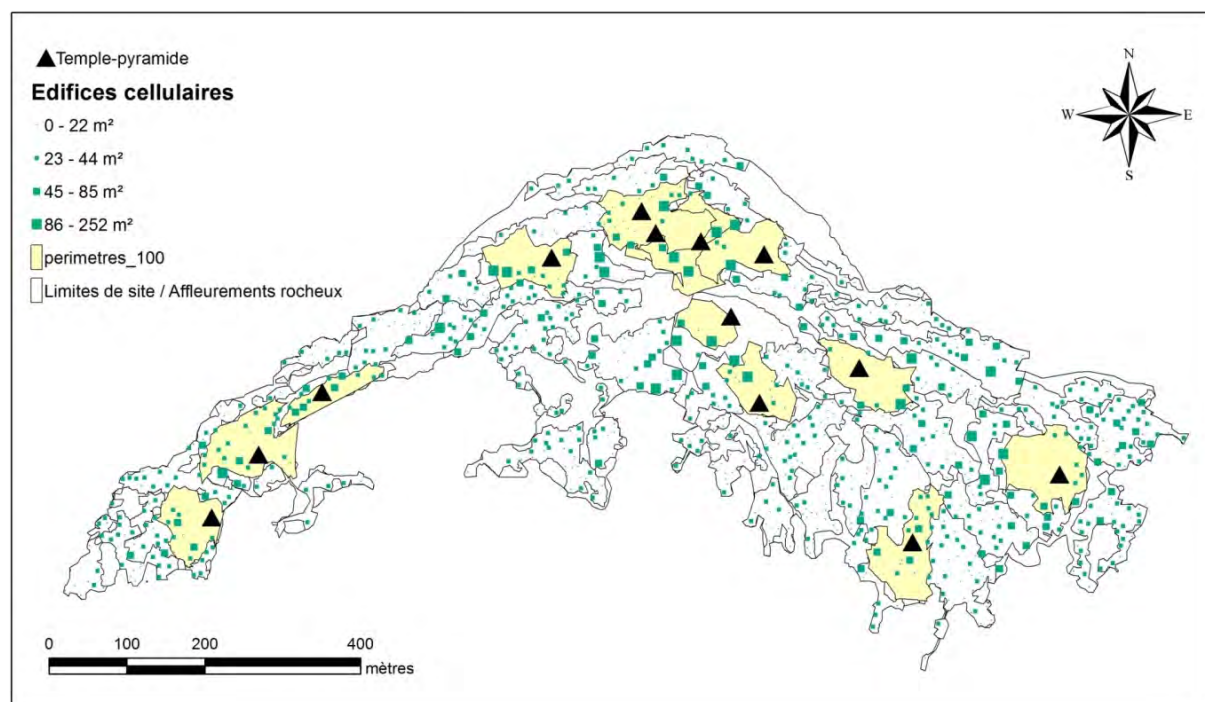 Temple-pyramide
Edifices cellulaires
0 - 22 m²
23 - 44 m²
45 - 85 m²
86 - 252 m²
perimetres_100
Limites de site / Affleurements rocheux
N
W E
S
0 100 200 400
mètres